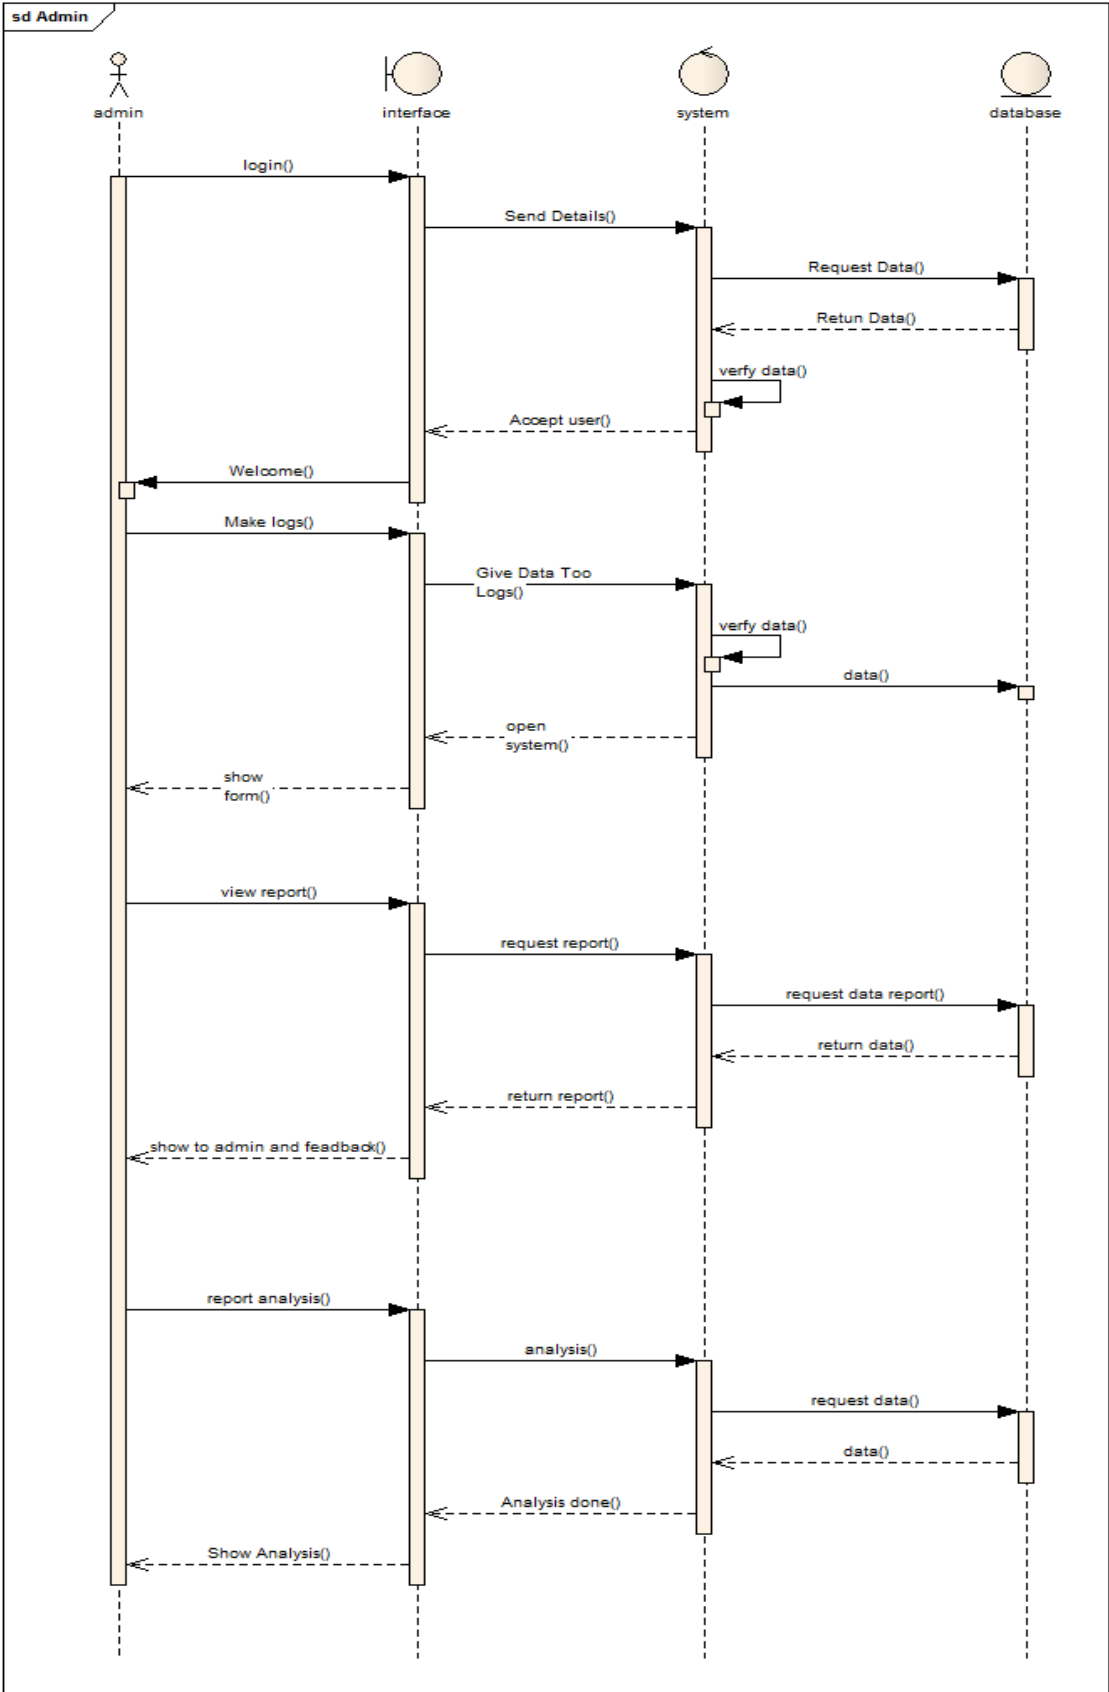 sd Admin
admin
interface
system
database
login()
Send Details()
Request Data()
Retun Data()
verfy data()
Accept user()
Welcome()
Make logs()
Give Data Too
Logs()
verfy data()
data()
open
system()
show
form()
view report()
request report()
request data report()
return data()
return report()
show to admin and feadback()
report analysis()
analysis()
request data()
data()
Analysis done()
Show Analysis()